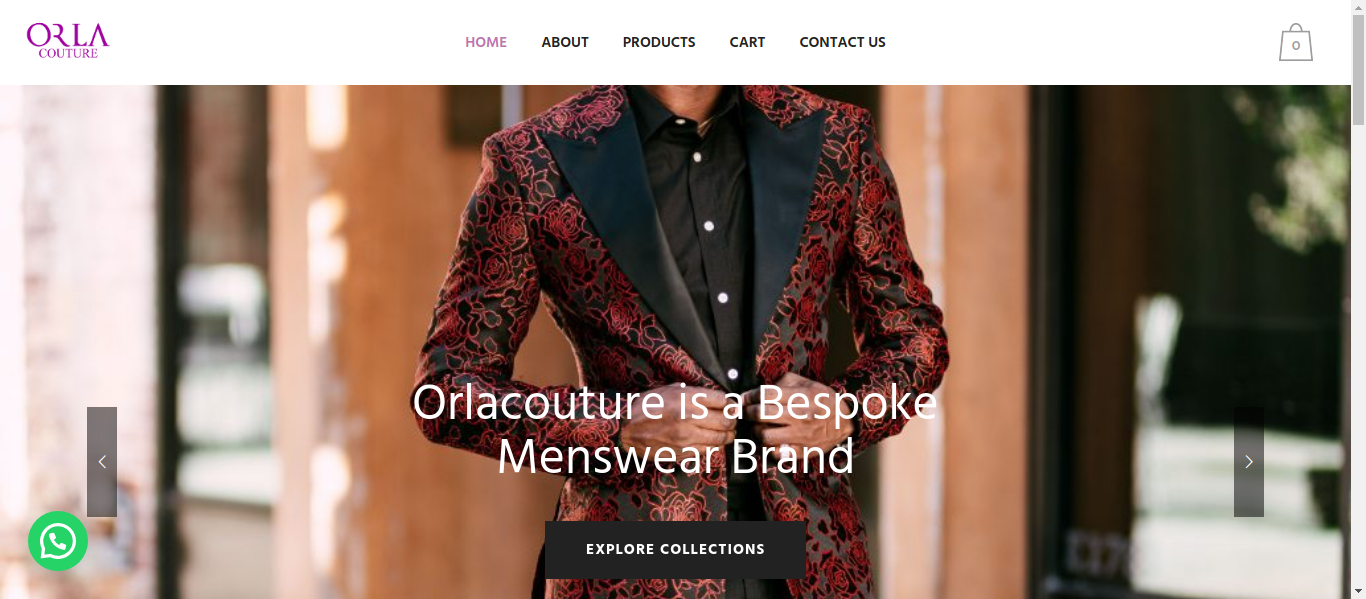 ORLA
COUTURE
HOME
ABOUT
PRODUCTS
CART
CONTACT US
0
Orlacouture is a Bespoke
Menswear Brand
EXPLORE COLLECTIONS